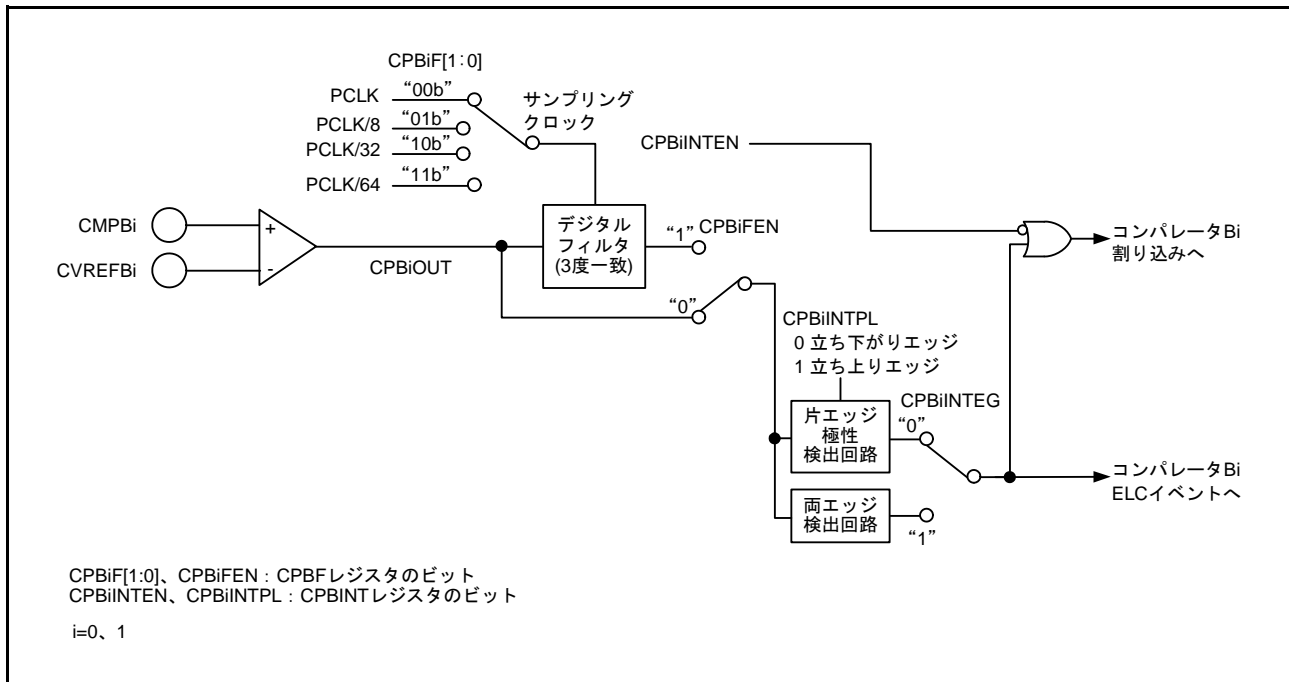 CPBiF[1:0]
PCLK
“00b”
サンプリング
クロック
PCLK/8
“01b”
PCLK/32
“10b”
PCLK/64
“11b”
CPBiINTEN
CMPBi
+
CVREFBi
-
CPBiOUT
デジタル
フィルタ
(3度一致)
“1”
CPBiFEN
“0”
コンパレータBi
割り込みへ
CPBiINTPL
0 立ち下がりエッジ
1 立ち上りエッジ
片エッジ
極性
検出回路
CPBiINTEG
“0”
両エッジ
検出回路
“1”
コンパレータBi
ELCイベントへ
CPBiF[1:0]、CPBiFEN : CPBFレジスタのビット
CPBiINTEN、CPBiINTPL : CPBINTレジスタのビット
i=0、1